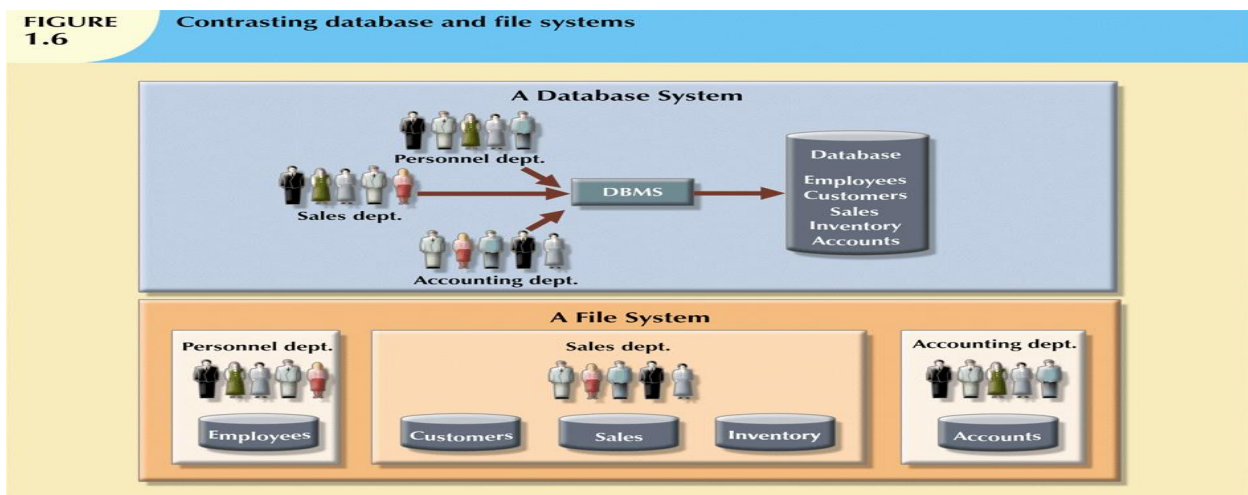 FIGURE
1.6
Contrasting database and file systems
A Database System
Personnel dept.
Sales dept.
Accounting dept.
DBMS
Database
Employees
Customers
Sales
Inventory
Accounts
A File System
Personnel dept.
Employees
Sales dept.
Customers
Sales
Inventory
Accounting dept.
Accounts